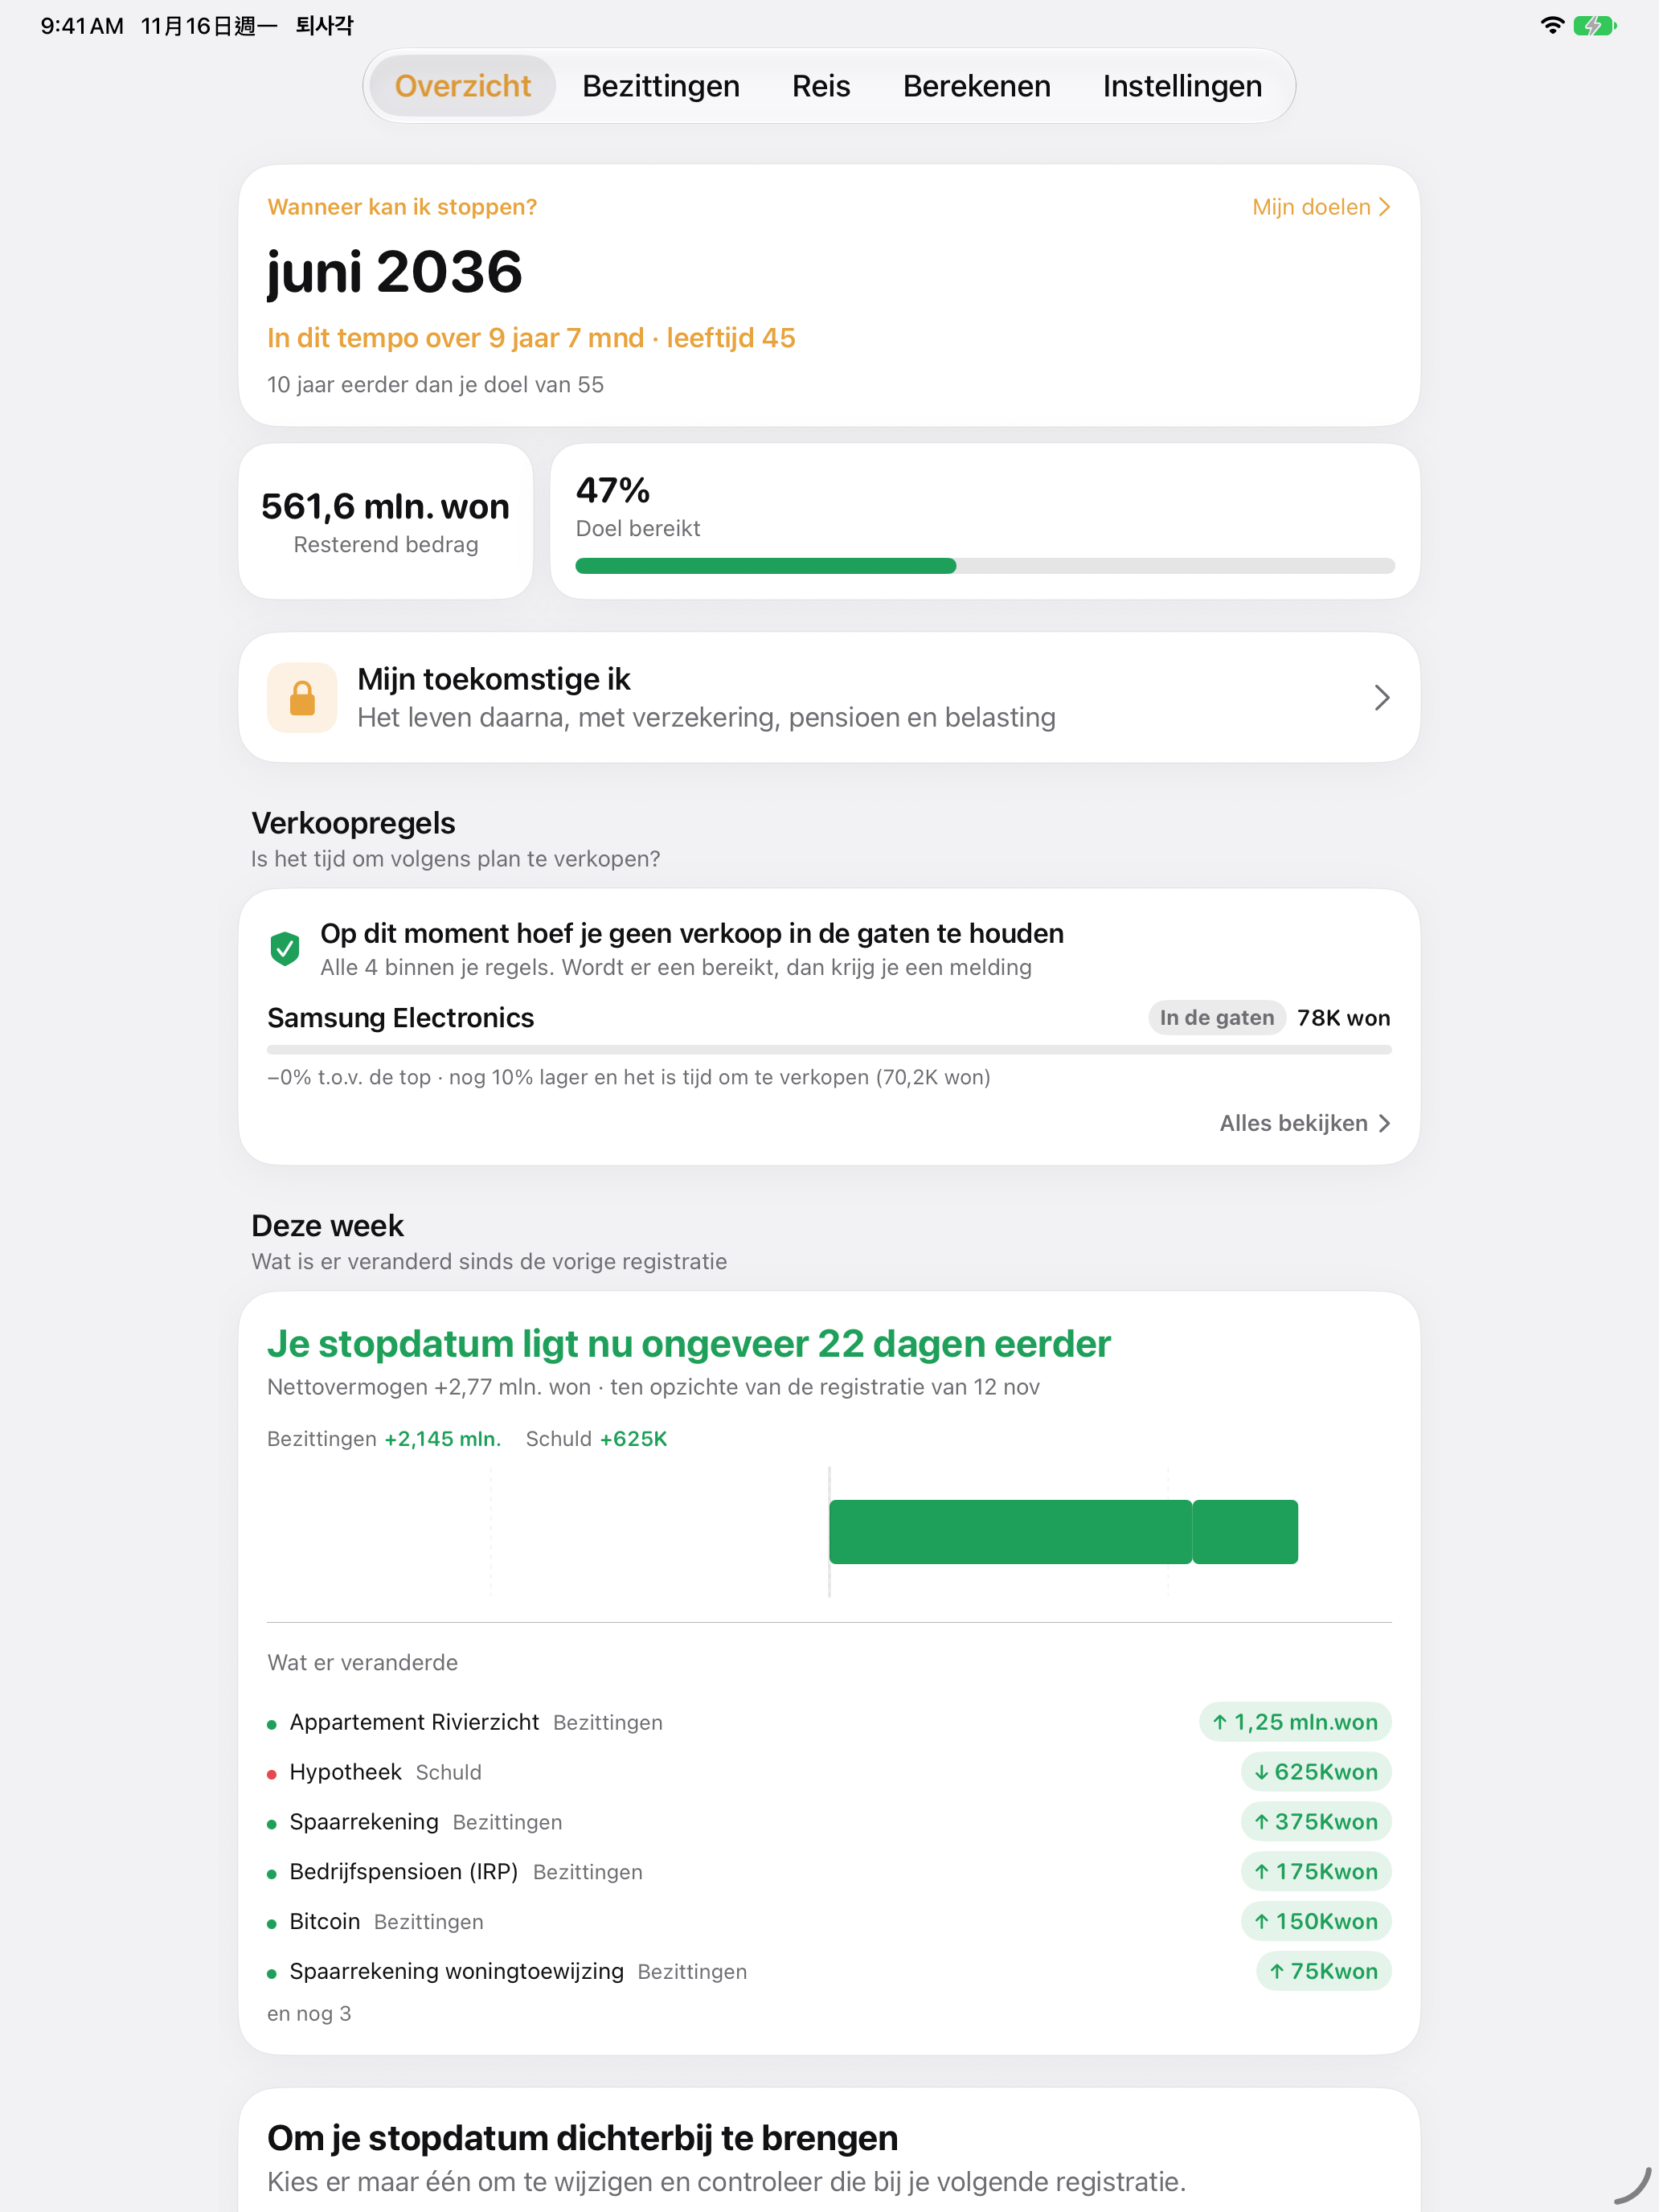 9:41 AM 11月16日週一 퇴사각
Overzicht Bezittingen Reis Berekenen Instellingen
Wanneer kan ik stoppen? Mijn doelen
juni 2036
In dit tempo over 9 jaar 7 mnd · leeftijd 45
10 jaar eerder dan je doel van 55
561,6 mln. won
Resterend bedrag
47%
Doel bereikt
Mijn toekomstige ik
Het leven daarna, met verzekering, pensioen en belasting
Verkoopregels
Is het tijd om volgens plan te verkopen?
Op dit moment hoef je geen verkoop in de gaten te houden
Alle 4 binnen je regels. Wordt er een bereikt, dan krijg je een melding
Samsung Electronics In de gaten 78K won
−0% t.o.v. de top · nog 10% lager en het is tijd om te verkopen (70,2K won)
Alles bekijken
Deze week
Wat is er veranderd sinds de vorige registratie
Je stopdatum ligt nu ongeveer 22 dagen eerder
Nettovermogen +2,77 mln. won · ten opzichte van de registratie van 12 nov
Bezittingen +2,145 mln. Schuld +625K
Wat er veranderde
Appartement Rivierzicht Bezittingen ↑ 1,25 mln.won
Hypotheek Schuld ↓ 625Kwon
Spaarrekening Bezittingen ↑ 375Kwon
Bedrijfspensioen (IRP) Bezittingen ↑ 175Kwon
Bitcoin Bezittingen ↑ 150Kwon
Spaarrekening woningtoewijzing Bezittingen ↑ 75Kwon
en nog 3
Om je stopdatum dichterbij te brengen
Kies er maar één om te wijzigen en controleer die bij je volgende registratie.